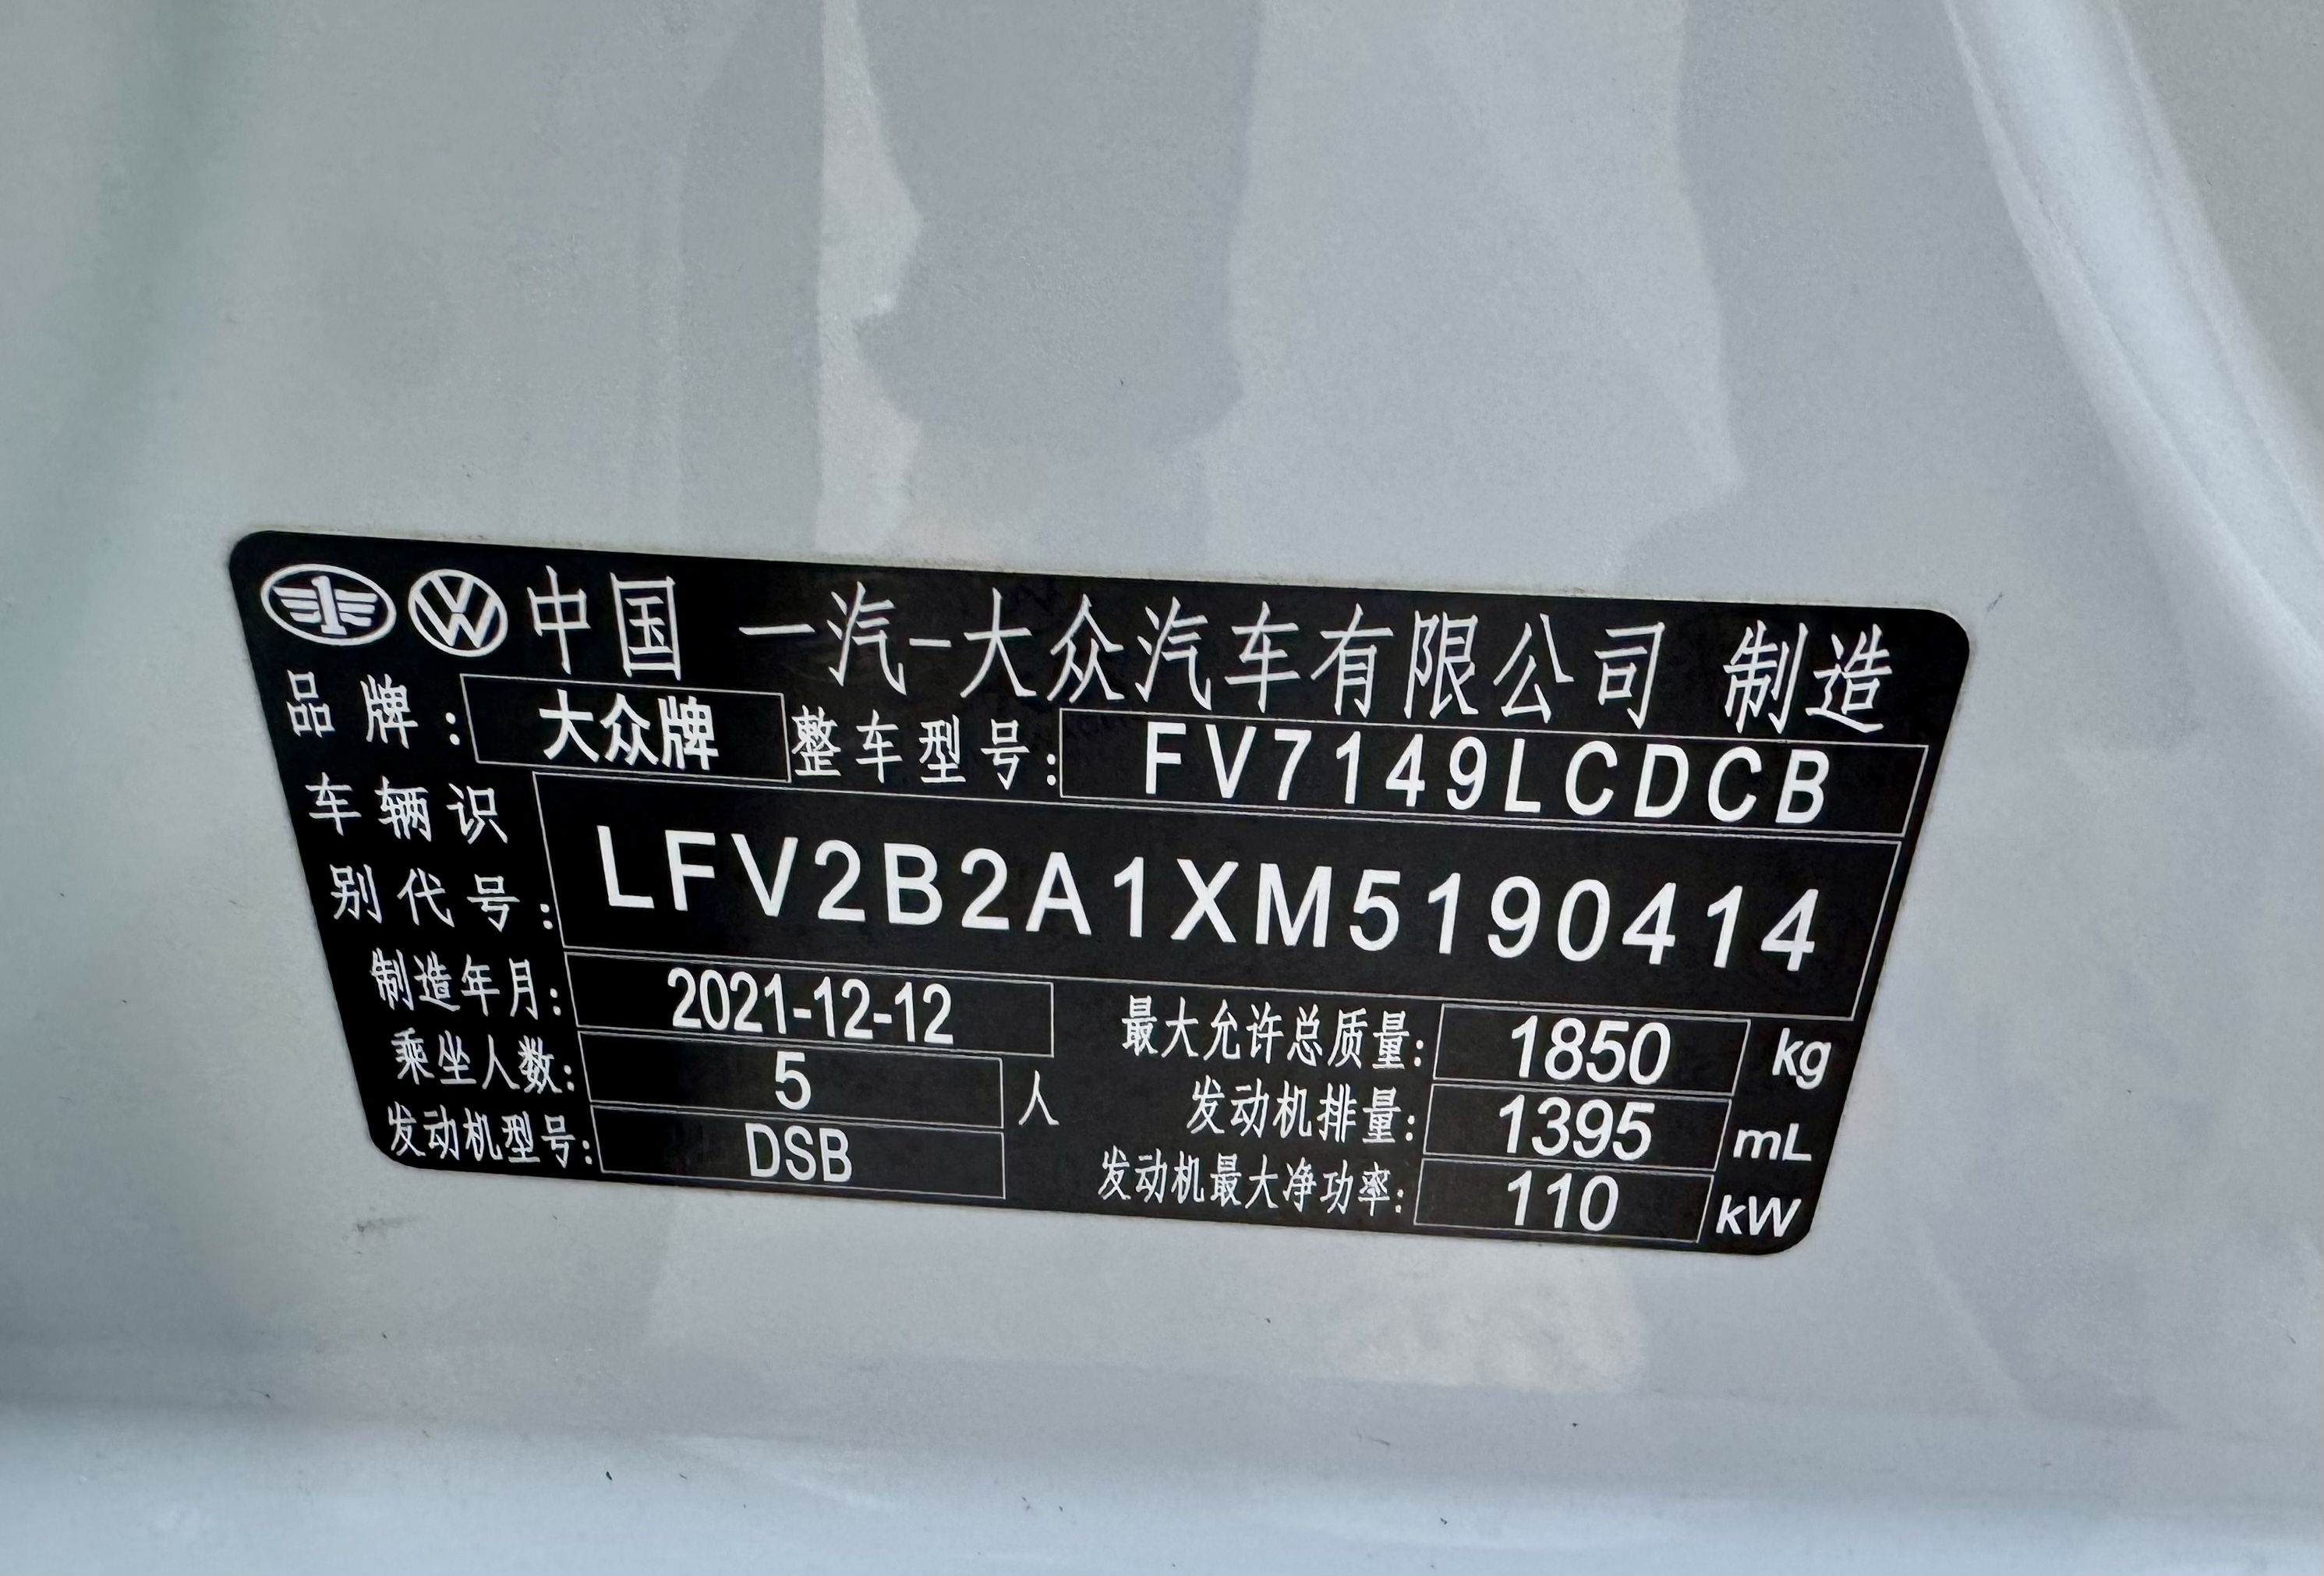 中国 一汽-大众汽车有限公司 制造
品牌: 大众牌 整车型号: FV7149LCDCB
车辆识别代号: LFV2B2A1XM5190414
制造年月: 2021-12-12 最大允许总质量: 1850 kg
乘坐人数: 5 人 发动机排量: 1395 mL
发动机型号: DSB 发动机最大净功率: 110 kW